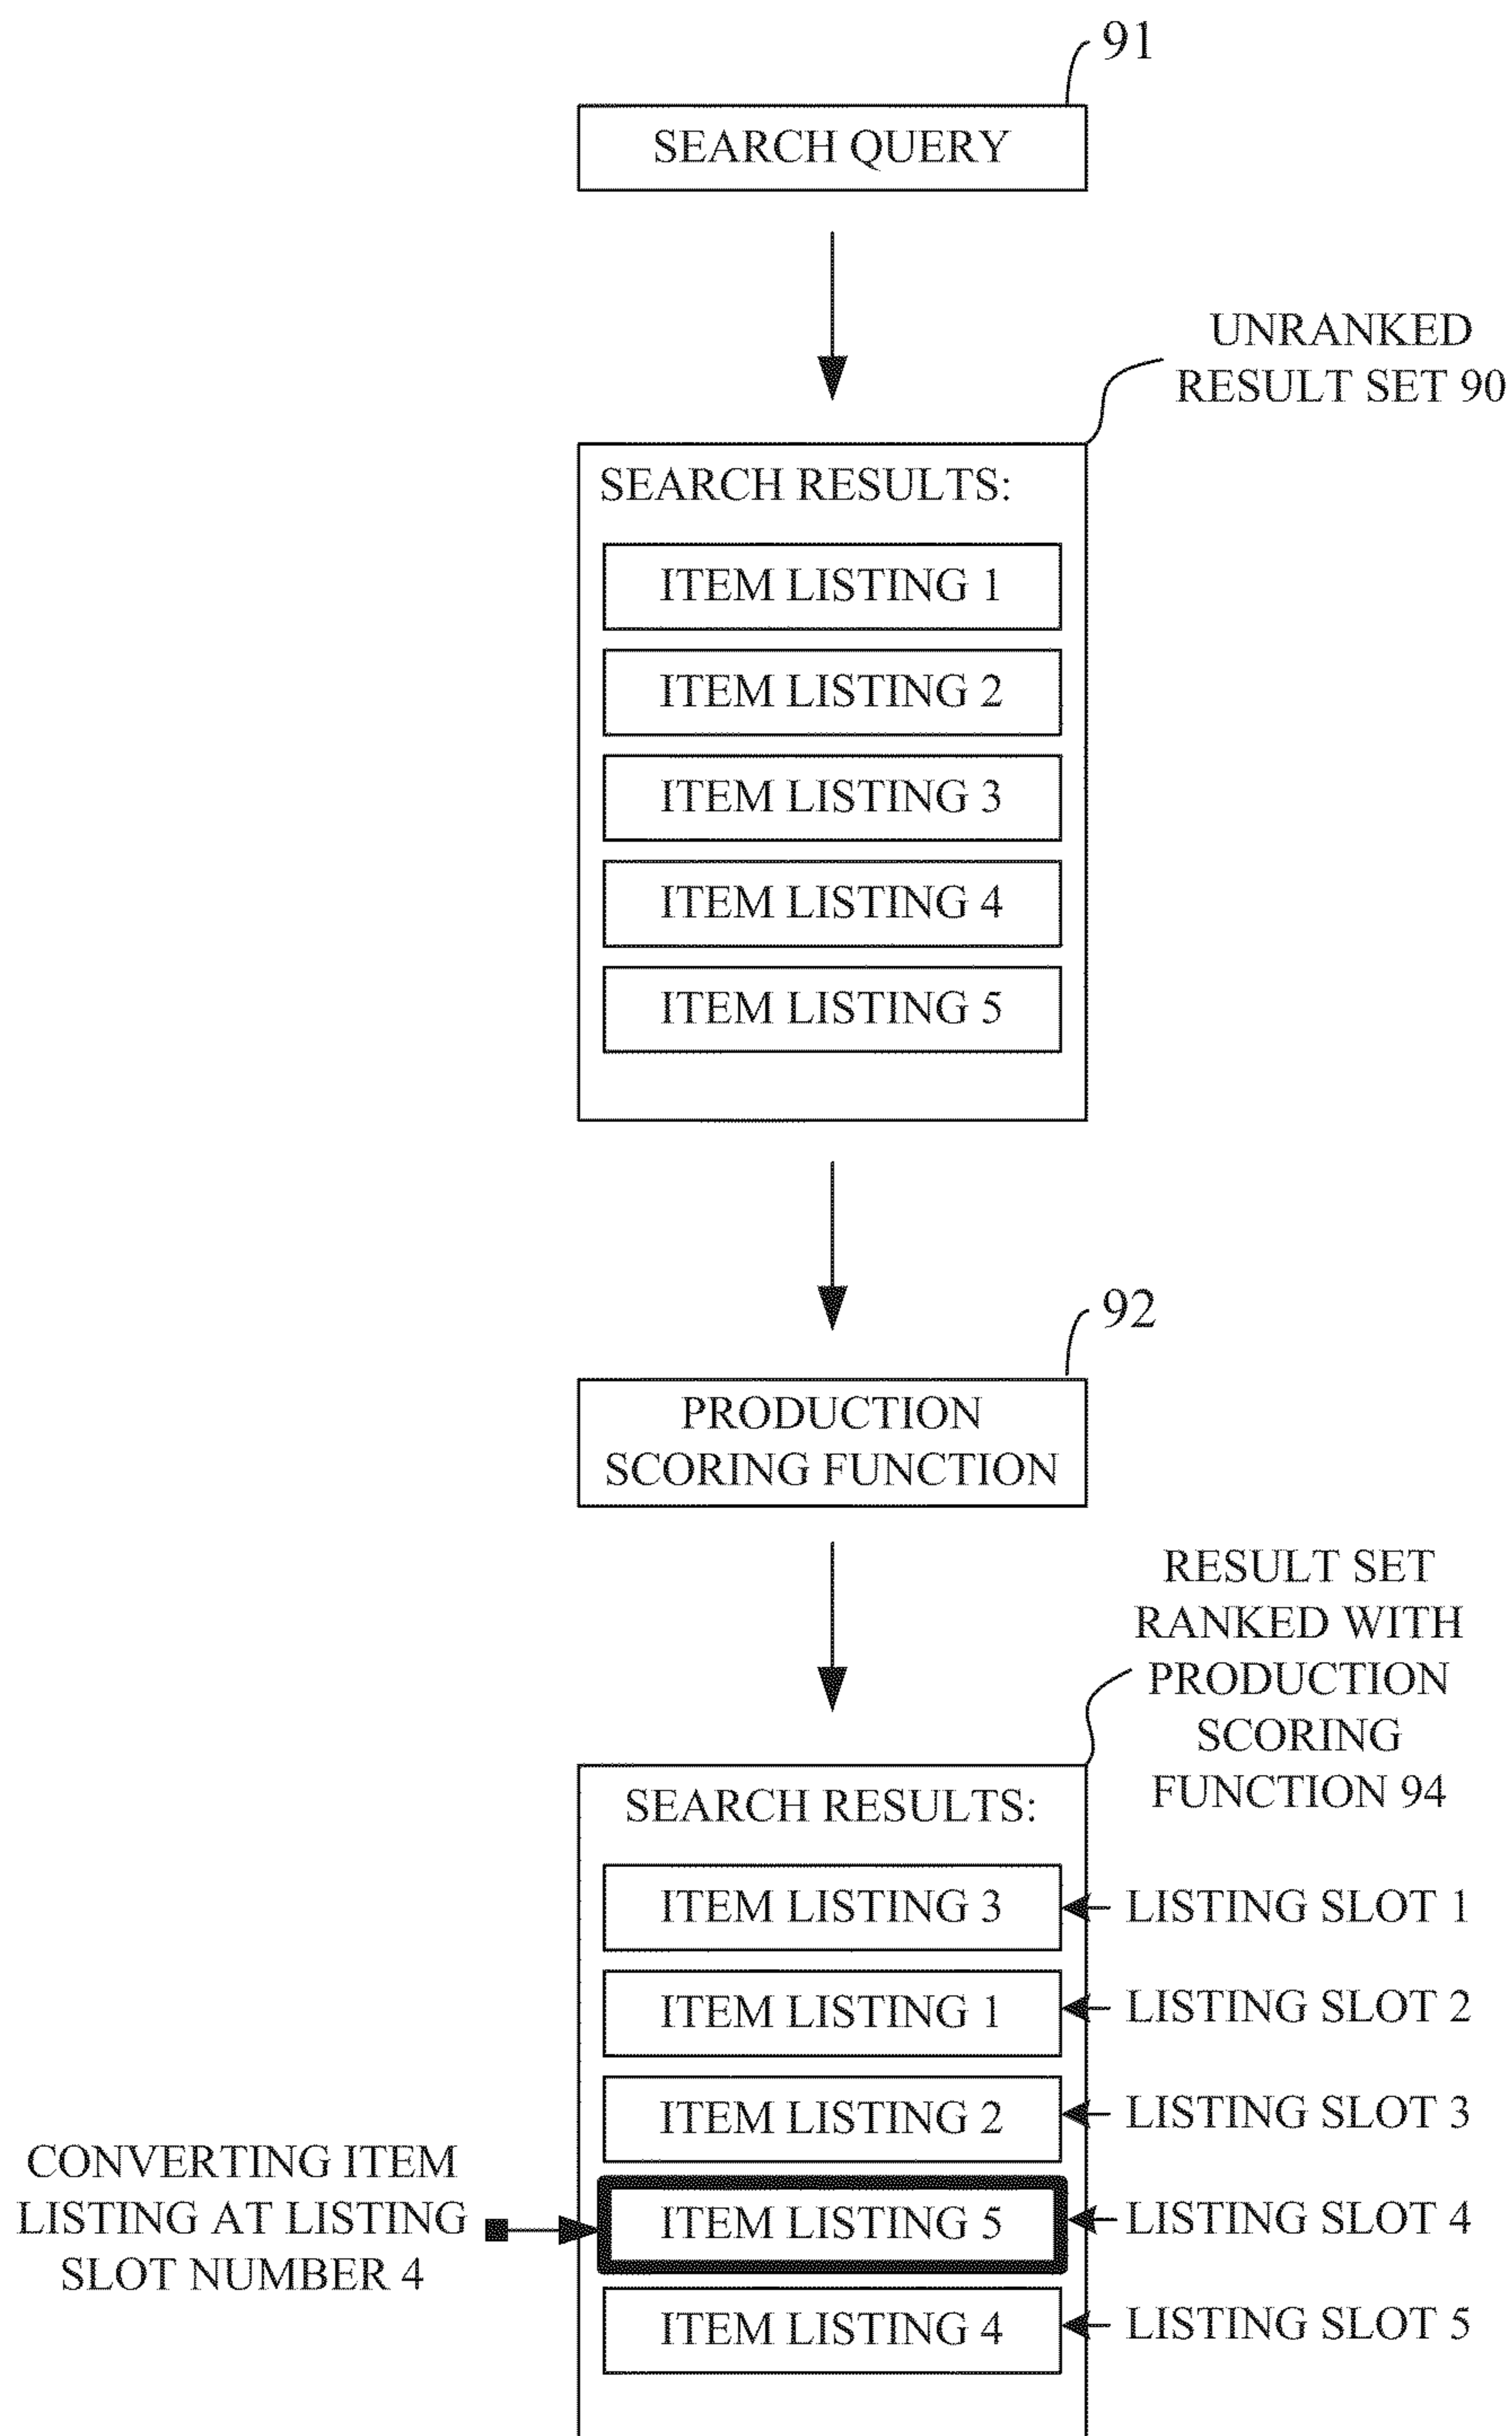 91
SEARCH QUERY
UNRANKED
RESULT SET 90
SEARCH RESULTS:
ITEM LISTING 1
ITEM LISTING 2
ITEM LISTING 3
ITEM LISTING 4
ITEM LISTING 5
92
PRODUCTION
SCORING FUNCTION
RESULT SET
RANKED WITH
PRODUCTION
SCORING
FUNCTION 94
SEARCH RESULTS:
ITEM LISTING 3
LISTING SLOT 1
ITEM LISTING 1
LISTING SLOT 2
ITEM LISTING 2
LISTING SLOT 3
CONVERTING ITEM
LISTING AT LISTING
SLOT NUMBER 4
ITEM LISTING 5
LISTING SLOT 4
ITEM LISTING 4
LISTING SLOT 5